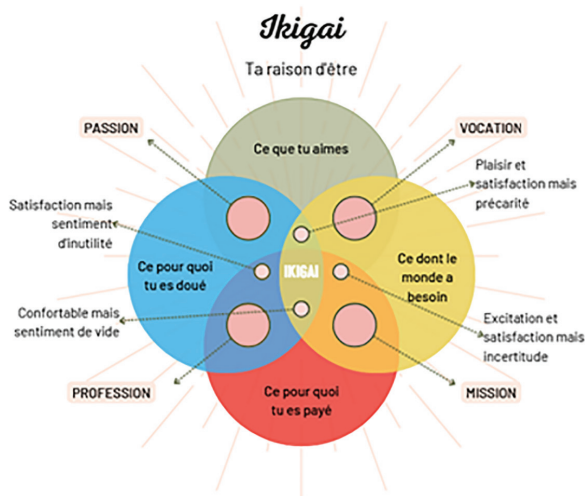 Ikigai
Ta raison d'être
PASSION
VOCATION
Ce que tu aimes
Plaisir et
satisfaction mais
précarité
Satisfaction mais
sentiment
d'inutilité
Ce pour quoi
tu es doué
IKIGAI
Ce dont le
monde a
besoin
Confortable mais
sentiment de vide
Excitation et
satisfaction mais
incertitude
PROFESSION
Ce pour quoi
tu es payé
MISSION